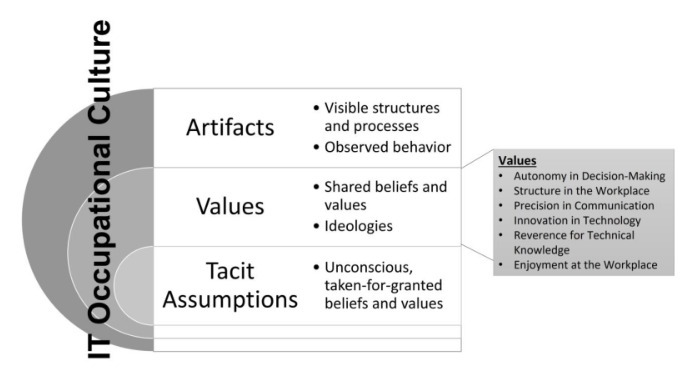 IT Occupational Culture
Artifacts
• Visible structures
and processes
• Observed behavior
Values
• Shared beliefs and
values
• Ideologies
Tacit
Assumptions
• Unconscious,
taken-for-granted
beliefs and values
Values
• Autonomy in Decision-Making
• Structure in the Workplace
• Precision in Communication
• Innovation in Technology
• Reverence for Technical
Knowledge
• Enjoyment at the Workplace